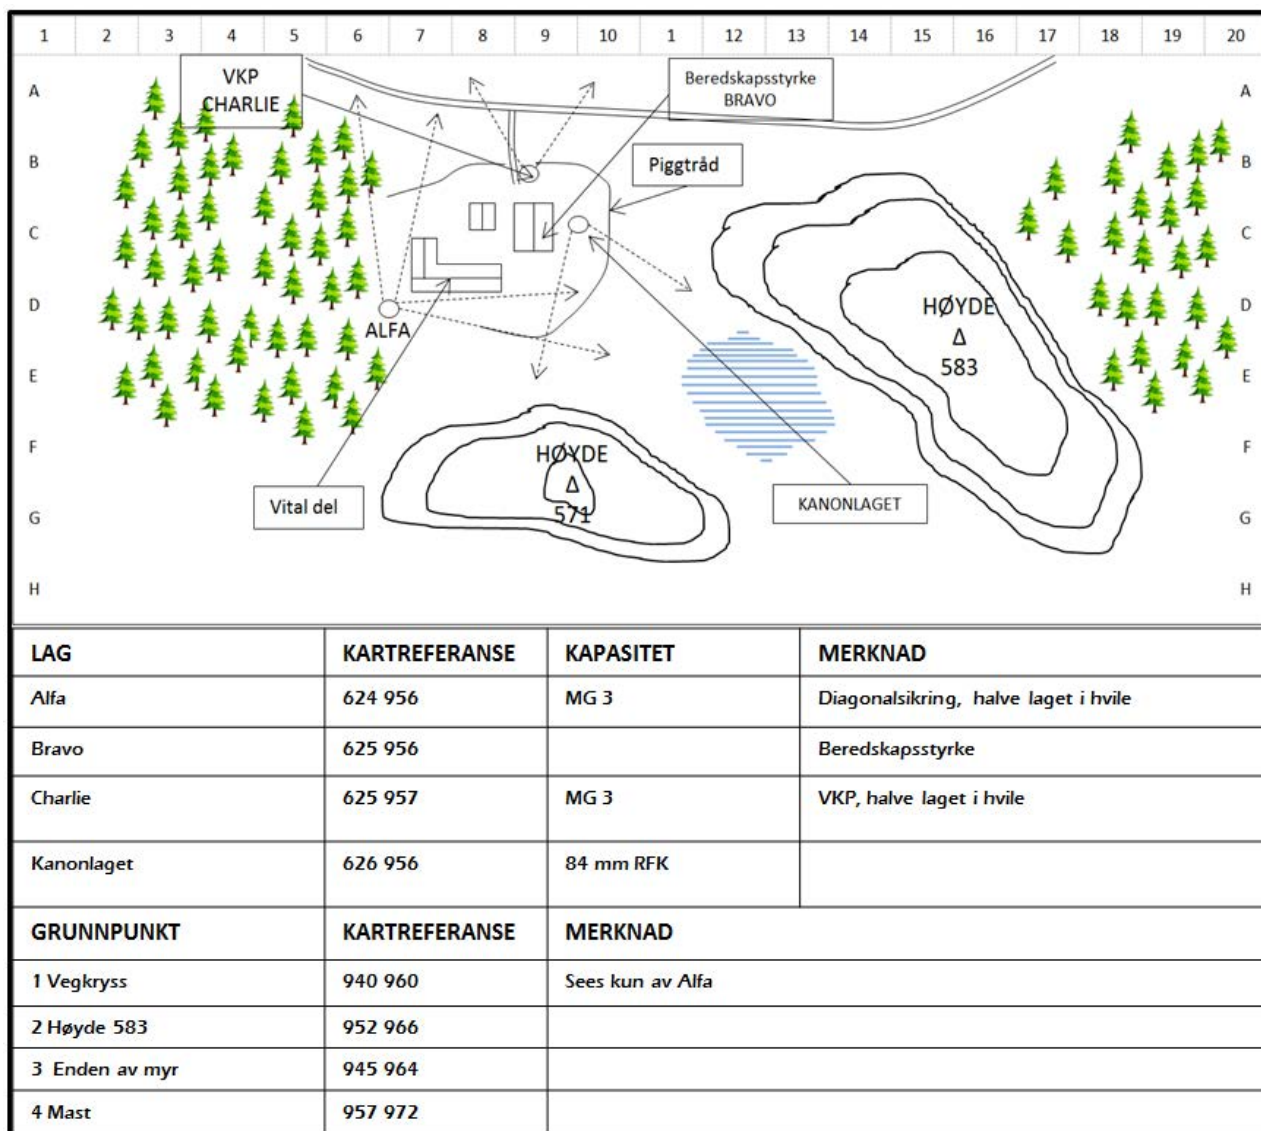 1 2 3 4 5 6 7 8 9 10 1 12 13 14 15 16 17 18 19 20
A A
VKP
CHARLIE
Beredskapsstyrke
BRAVO
B B
Piggtråd
C C
D D
ALFA
HØYDE
Δ
583
E E
F F
HØYDE
Δ
571
Vital del
KANONLAGET
G G
H H
LAG KARTREFERANSE KAPASITET MERKNAD
Alfa 624 956 MG 3 Diagonalsikring, halve laget i hvile
Bravo 625 956 Beredskapsstyrke
Charlie 625 957 MG 3 VKP, halve laget i hvile
Kanonlaget 626 956 84 mm RFK
GRUNNPUNKT KARTREFERANSE MERKNAD
1 Vegkryss 940 960 Sees kun av Alfa
2 Høyde 583 952 966
3 Enden av myr 945 964
4 Mast 957 972